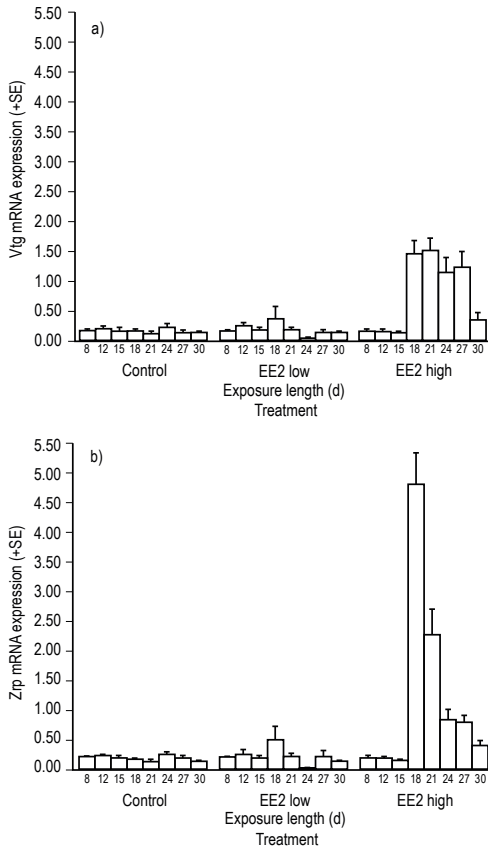 a)
5.50
5.00
4.50
4.00
3.50
3.00
2.50
2.00
1.50
1.00
0.50
0.00
Vtg mRNA expression (+SE)
8 12 15 18 21 24 27 30 8 12 15 18 21 24 27 30 8 12 15 18 21 24 27 30
Control EE2 low EE2 high
Exposure length (d)
Treatment
b)
5.50
5.00
4.50
4.00
3.50
3.00
2.50
2.00
1.50
1.00
0.50
0.00
Zrp mRNA expression (+SE)
8 12 15 18 21 24 27 30 8 12 15 18 21 24 27 30 8 12 15 18 21 24 27 30
Control EE2 low EE2 high
Exposure length (d)
Treatment